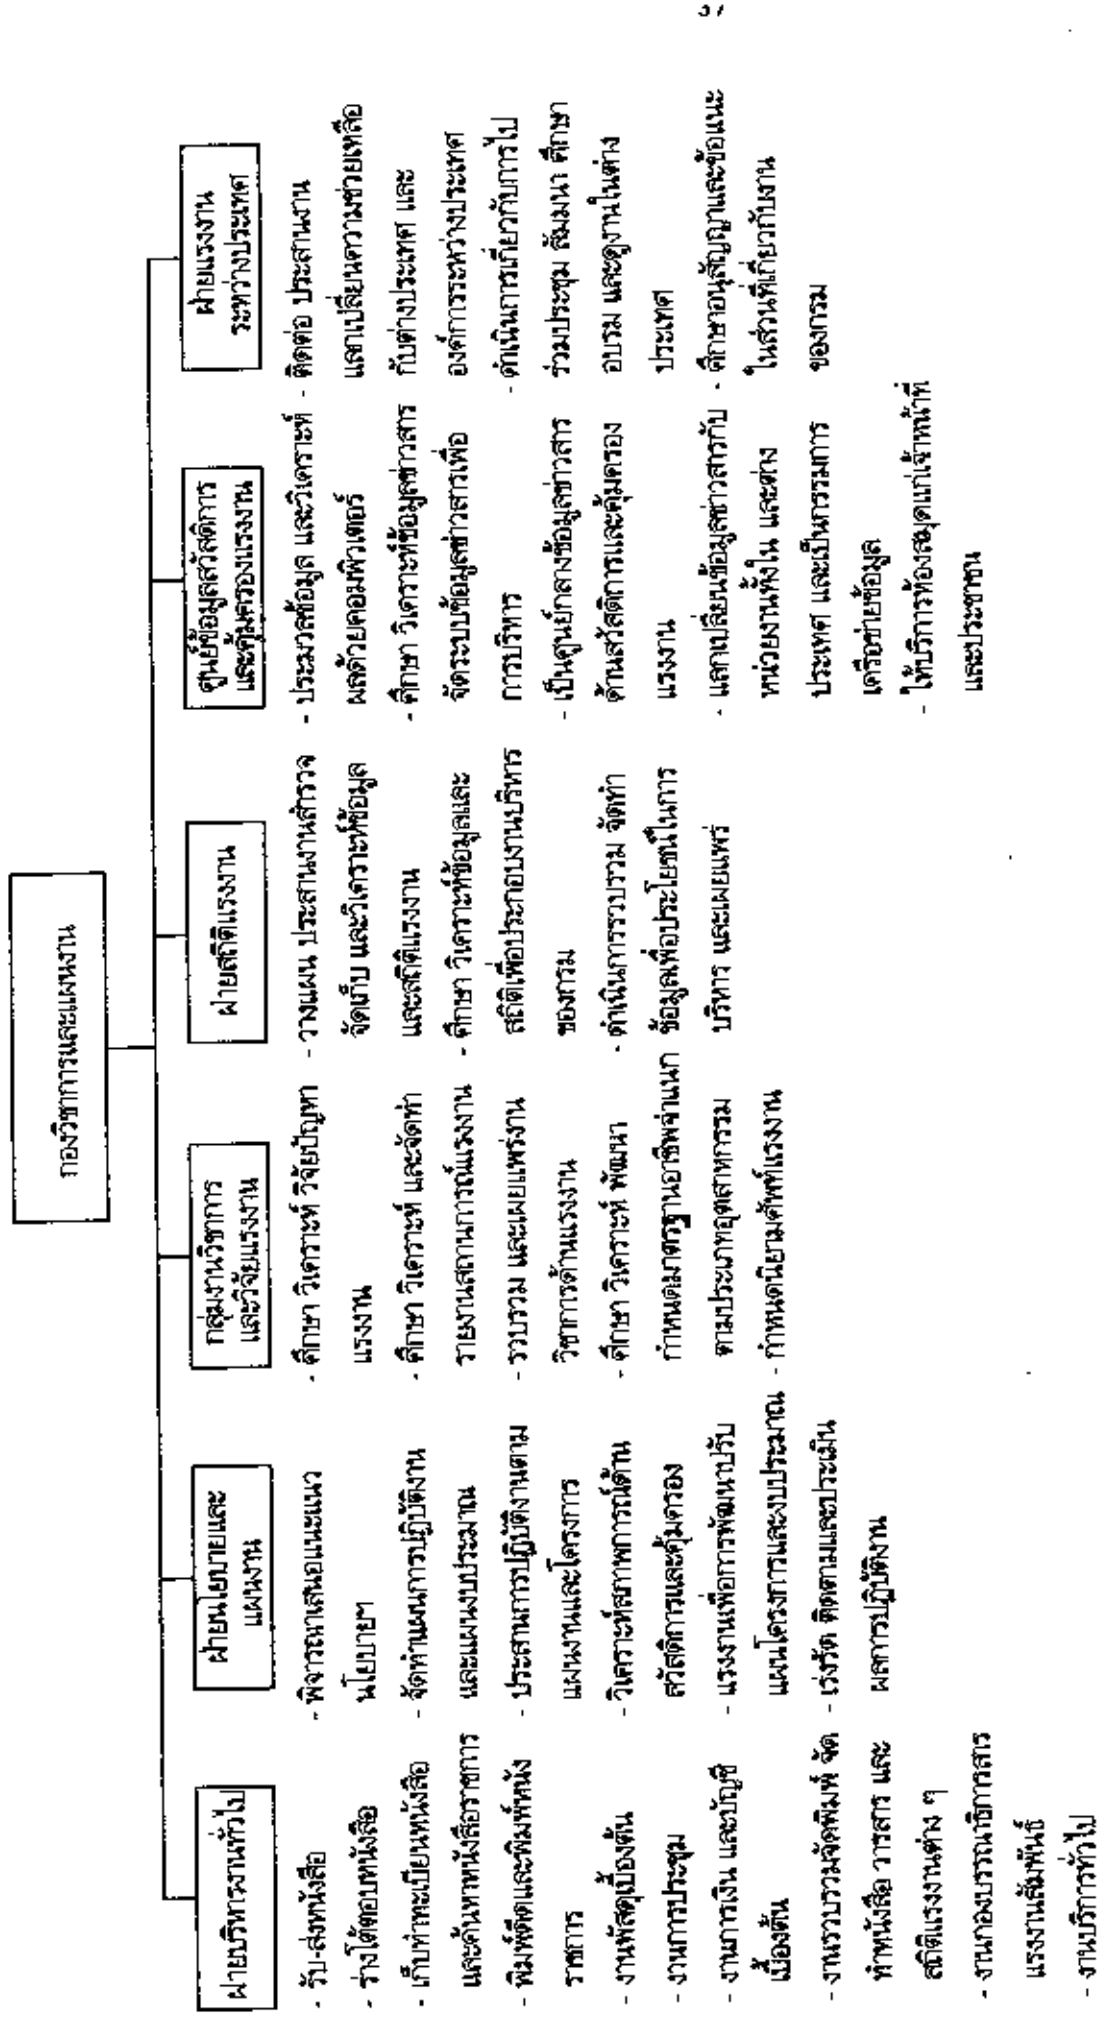 37
กองวิชาการและแผนงาน
ฝ่ายบริหารงานทั่วไป
- รับ-ส่งหนังสือ
- ร่างโต้ตอบหนังสือ
- เก็บทำทะเบียนหนังสือ
และค้นหาหนังสือราชการ
- พิมพ์ดีดและพิมพ์หนัง
ราชการ
- งานพัสดุเบื้องต้น
- งานการประชุม
- งานการเงิน และบัญชี
เบื้องต้น
- งานรวบรวมจัดพิมพ์ จัด
ทำหนังสือ วารสาร และ
สถิติแรงงานต่าง ๆ
- งานกองบรรณาธิการสาร
แรงงานสัมพันธ์
- งานบริการทั่วไป
ฝ่ายนโยบายและ
แผนงาน
- พิจารณาเสนอแนะแนว
นโยบายฯ
- จัดทำแผนการปฏิบัติงาน
และแผนงบประมาณ
- ประสานการปฏิบัติงานตาม
แผนงานและโครงการ
- วิเคราะห์สภาพการณ์ด้าน
สวัสดิการและคุ้มครอง
- แรงงานเพื่อการพัฒนาปรับ
แผนโครงการและงบประมาณ
- เร่งรัด ติดตามและประเมิน
ผลการปฏิบัติงาน
กลุ่มงานวิชาการ
และวิจัยแรงงาน
- ศึกษา วิเคราะห์ วิจัยปัญหา
แรงงาน
- ศึกษา วิเคราะห์ และจัดทำ
รายงานสถานการณ์แรงงาน
- รวบรวม และเผยแพร่งาน
วิชาการด้านแรงงาน
- ศึกษา วิเคราะห์ พัฒนา
กำหนดมาตรฐานอาชีพจำแนก
ตามประเภทอุตสาหกรรม
- กำหนดนิยามศัพท์แรงงาน
ฝ่ายสถิติแรงงาน
- วางแผน ประสานงานสำรวจ
จัดเก็บ และวิเคราะห์ข้อมูล
และสถิติแรงงาน
- ศึกษา วิเคราะห์ข้อมูลและ
สถิติเพื่อประกอบงานบริหาร
ของกรม
- ดำเนินการรวบรวม จัดทำ
ข้อมูลเพื่อประโยชน์ในการ
บริหาร และเผยแพร่
ศูนย์ข้อมูลสวัสดิการ
และคุ้มครองแรงงาน
- ประมวลข้อมูล และวิเคราะห์
ผลด้วยคอมพิวเตอร์
- ศึกษา วิเคราะห์ข้อมูลข่าวสาร
จัดระบบข้อมูลข่าวสารเพื่อ
การบริหาร
- เป็นศูนย์กลางข้อมูลข่าวสาร
ด้านสวัสดิการและคุ้มครอง
แรงงาน
- แลกเปลี่ยนข้อมูลข่าวสารกับ
หน่วยงานทั้งใน และต่าง
ประเทศ และเป็นกรรมการ
เครือข่ายข้อมูล
- ให้บริการห้องสมุดแก่เจ้าหน้าที่
และประชาชน
ฝ่ายแรงงาน
ระหว่างประเทศ
- ติดต่อ ประสานงาน
แลกเปลี่ยนความช่วยเหลือ
กับต่างประเทศ และ
องค์การระหว่างประเทศ
- ดำเนินการเกี่ยวกับการไป
ร่วมประชุม สัมมนา ศึกษา
อบรม และดูงานในต่าง
ประเทศ
- ศึกษาอนุสัญญาและข้อแนะ
ในส่วนที่เกี่ยวกับงาน
ของกรม